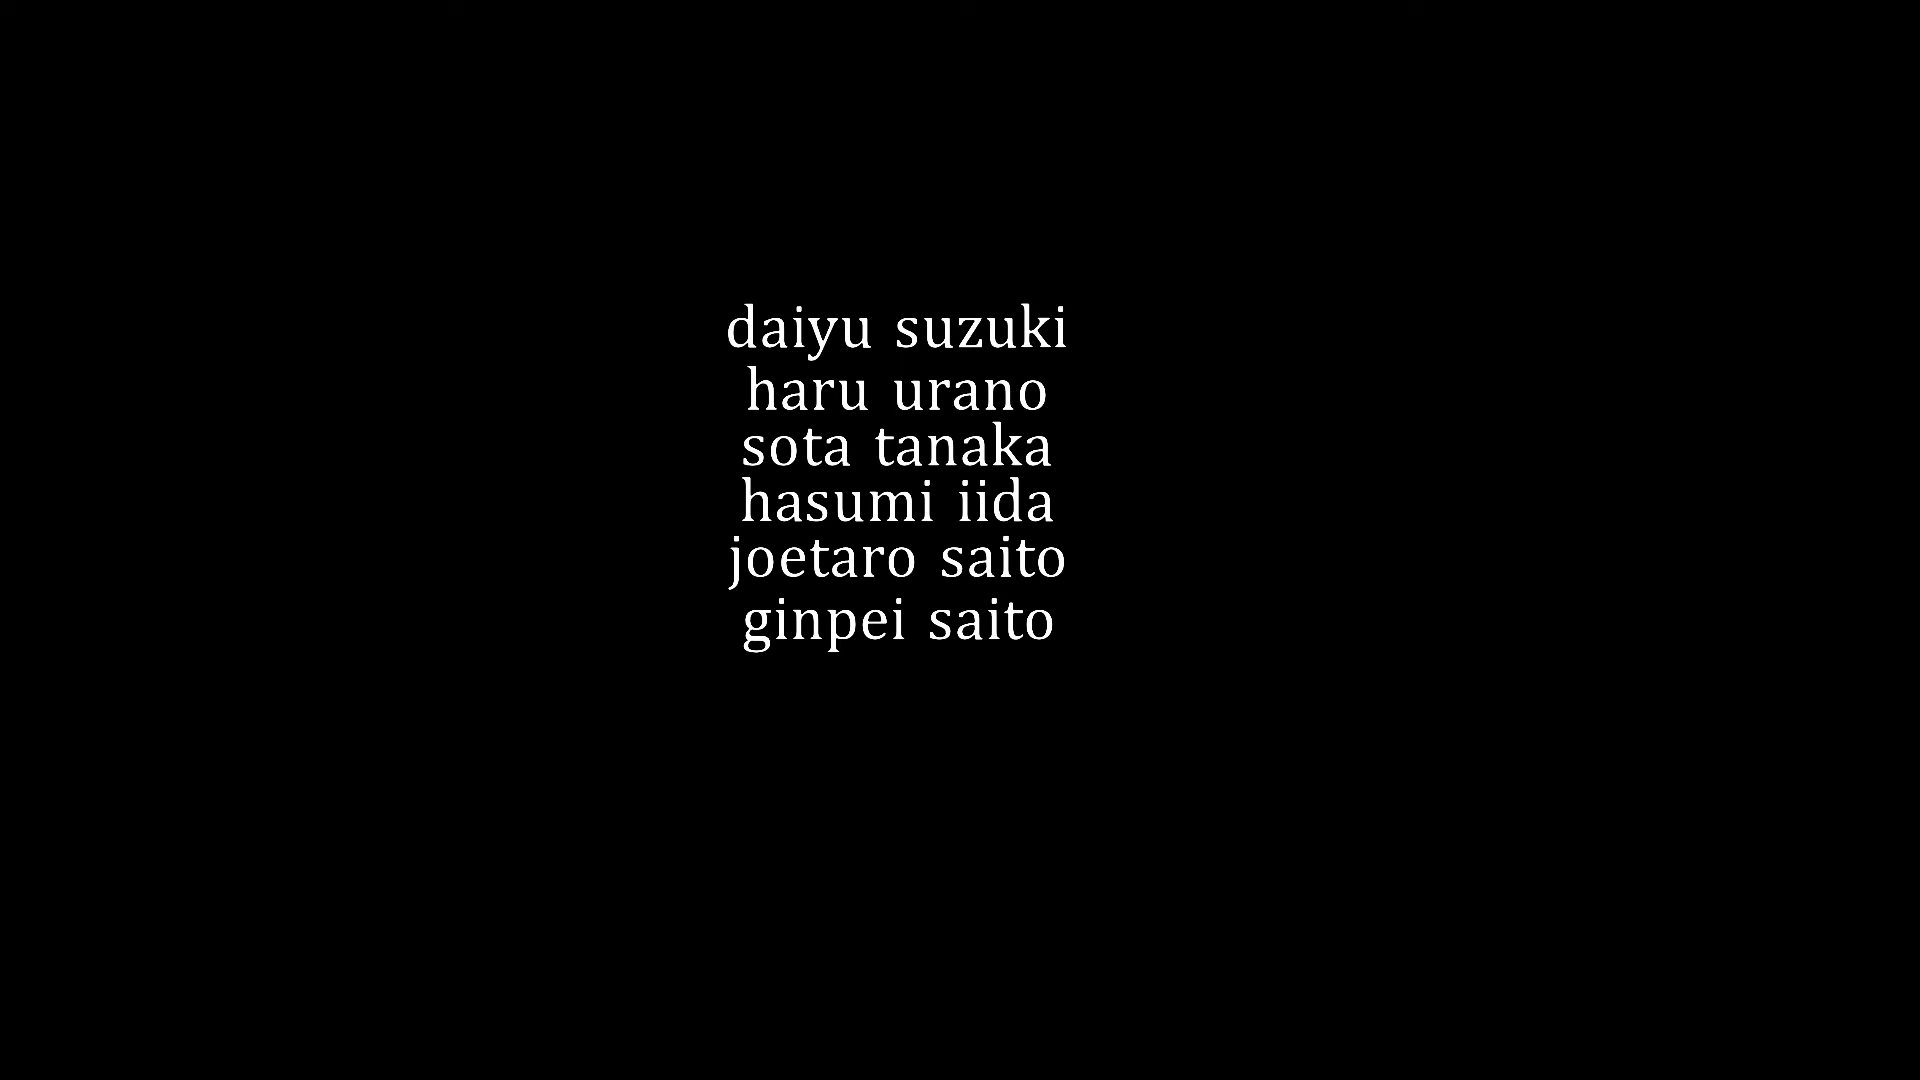 daiyu suzuki
haru urano
sota tanaka
hasumi iida
joetaro saito
ginpei saito